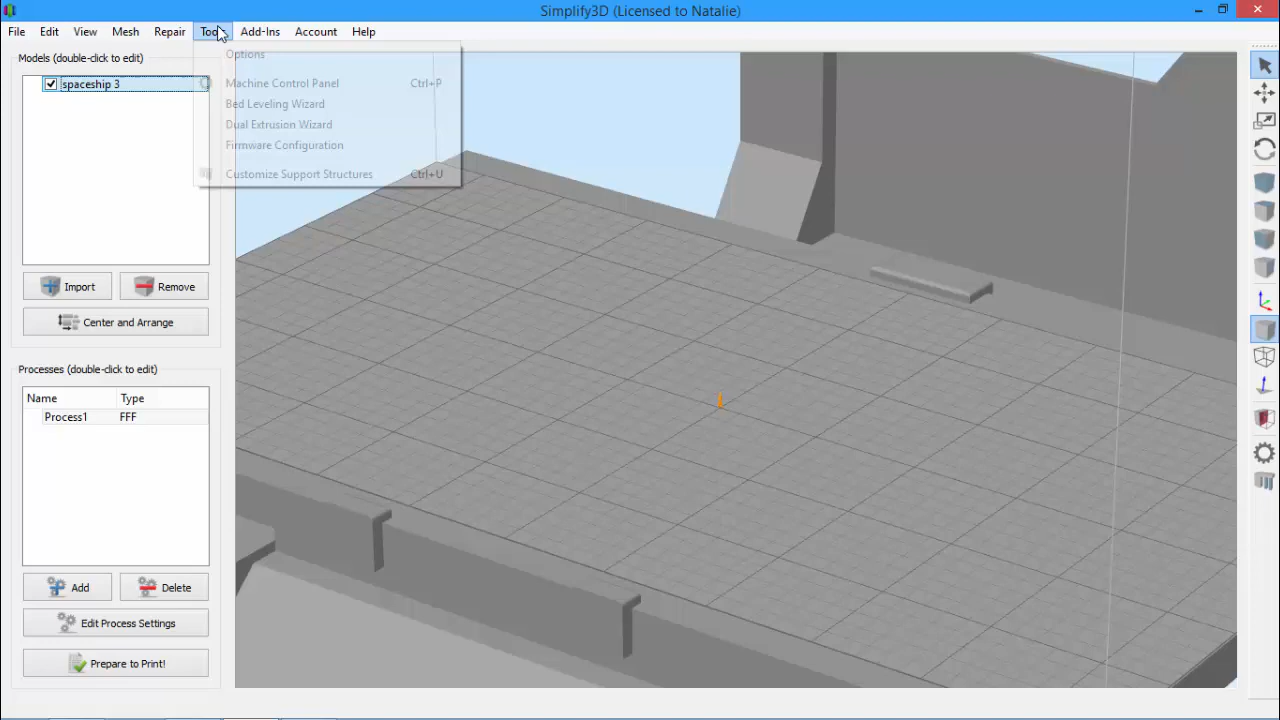 Simplify3D (Licensed to Natalie)
File Edit View Mesh Repair Tools Add-Ins Account Help
Models (double-click to edit)
spaceship 3
Options
Machine Control Panel Ctrl+P
Bed Leveling Wizard
Dual Extrusion Wizard
Firmware Configuration
Customize Support Structures Ctrl+U
Import Remove
Center and Arrange
Processes (double-click to edit)
Name Type
Process1 FFF
Add Delete
Edit Process Settings
Prepare to Print!